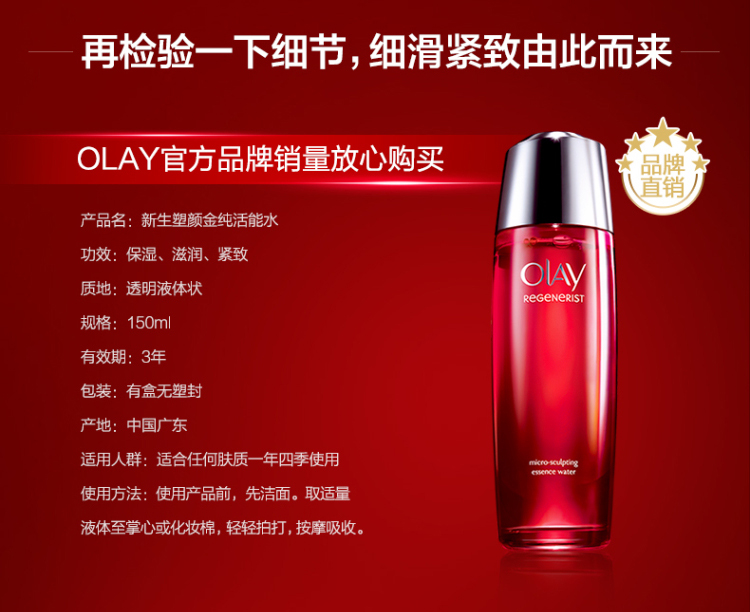 再检验一下细节，细滑紧致由此而来
OLAY官方品牌销量放心购买
品牌
直销
产品名：新生塑颜金纯活能水
功效：保湿、滋润、紧致
质地：透明液体状
规格：150ml
有效期：3年
包装：有盒无塑封
产地：中国广东
适用人群：适合任何肤质一年四季使用
使用方法：使用产品前，先洁面。取适量
液体至掌心或化妆棉，轻轻拍打，按摩吸收。
OLAY
REGENERIST
micro-sculpting
essence water